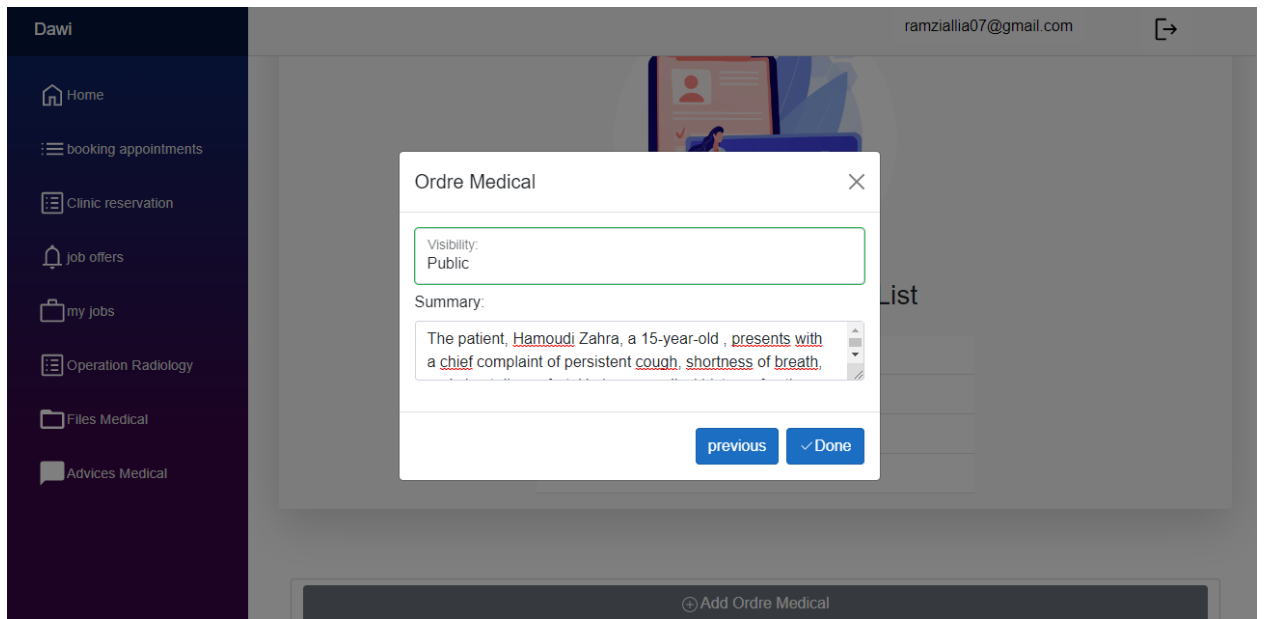 Dawi
ramziallia07@gmail.com
Home
booking appointments
Clinic reservation
job offers
my jobs
Operation Radiology
Files Medical
Advices Medical
Ordre Medical
Visibility:
Public
Summary:
The patient, Hamoudi Zahra, a 15-year-old , presents with
a chief complaint of persistent cough, shortness of breath,
previous
Done
List
Add Ordre Medical